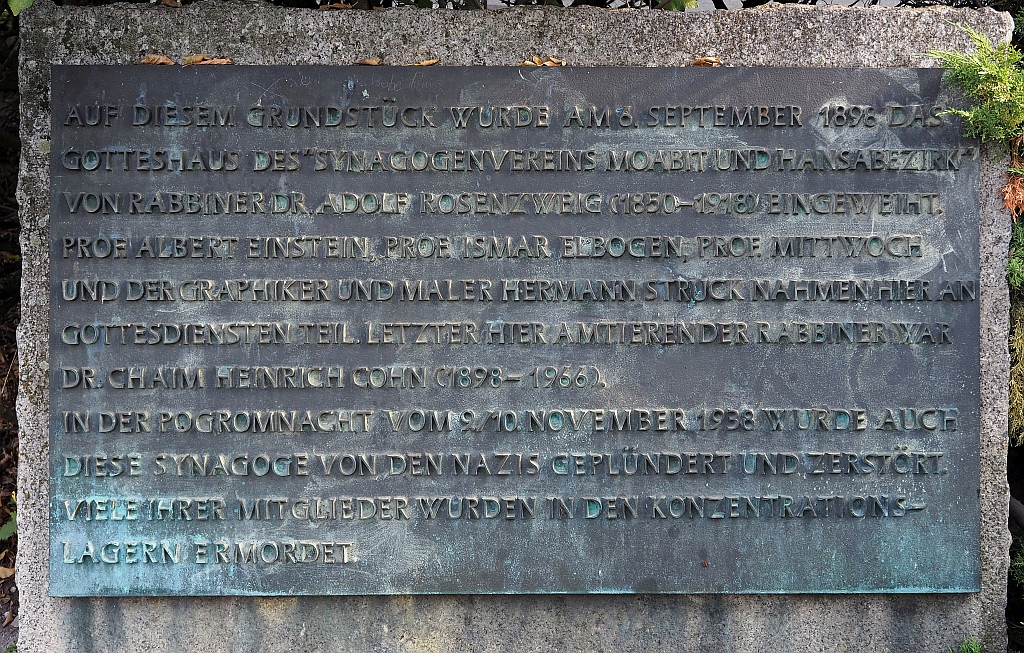 AUF DIESEM GRUNDSTÜCK WURDE AM 6. SEPTEMBER 1898 DAS
GOTTESHAUS DES "SYNAGOGENVEREINS MOABIT UND HANSABEZIRK"
VON RABBINER DR. ADOLF ROSENZWEIG (1850–1918) EINGEWEIHT.
PROF. ALBERT EINSTEIN, PROF. ISMAR ELBOGEN, PROF. MITTWOCH
UND DER GRAPHIKER UND MALER HERMANN STRUCK NAHMEN HIER AN
GOTTESDIENSTEN TEIL. LETZTER HIER AMTIERENDER RABBINER WAR
DR. CHAIM HEINRICH COHN (1898–1966).
IN DER POGROMNACHT VOM 9./10. NOVEMBER 1938 WURDE AUCH
DIESE SYNAGOGE VON DEN NAZIS GEPLÜNDERT UND ZERSTÖRT.
VIELE IHRER MITGLIEDER WURDEN IN DEN KONZENTRATIONS–
LAGERN ERMORDET.